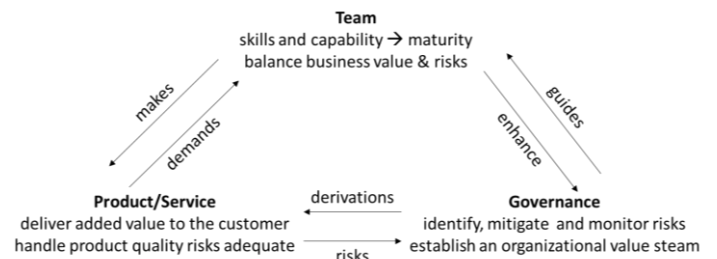 Team
skills and capability → maturity
balance business value & risks
makes
demands
guides
enhance
Product/Service
deliver added value to the customer
handle product quality risks adequate
derivations
risks
Governance
identify, mitigate and monitor risks
establish an organizational value steam